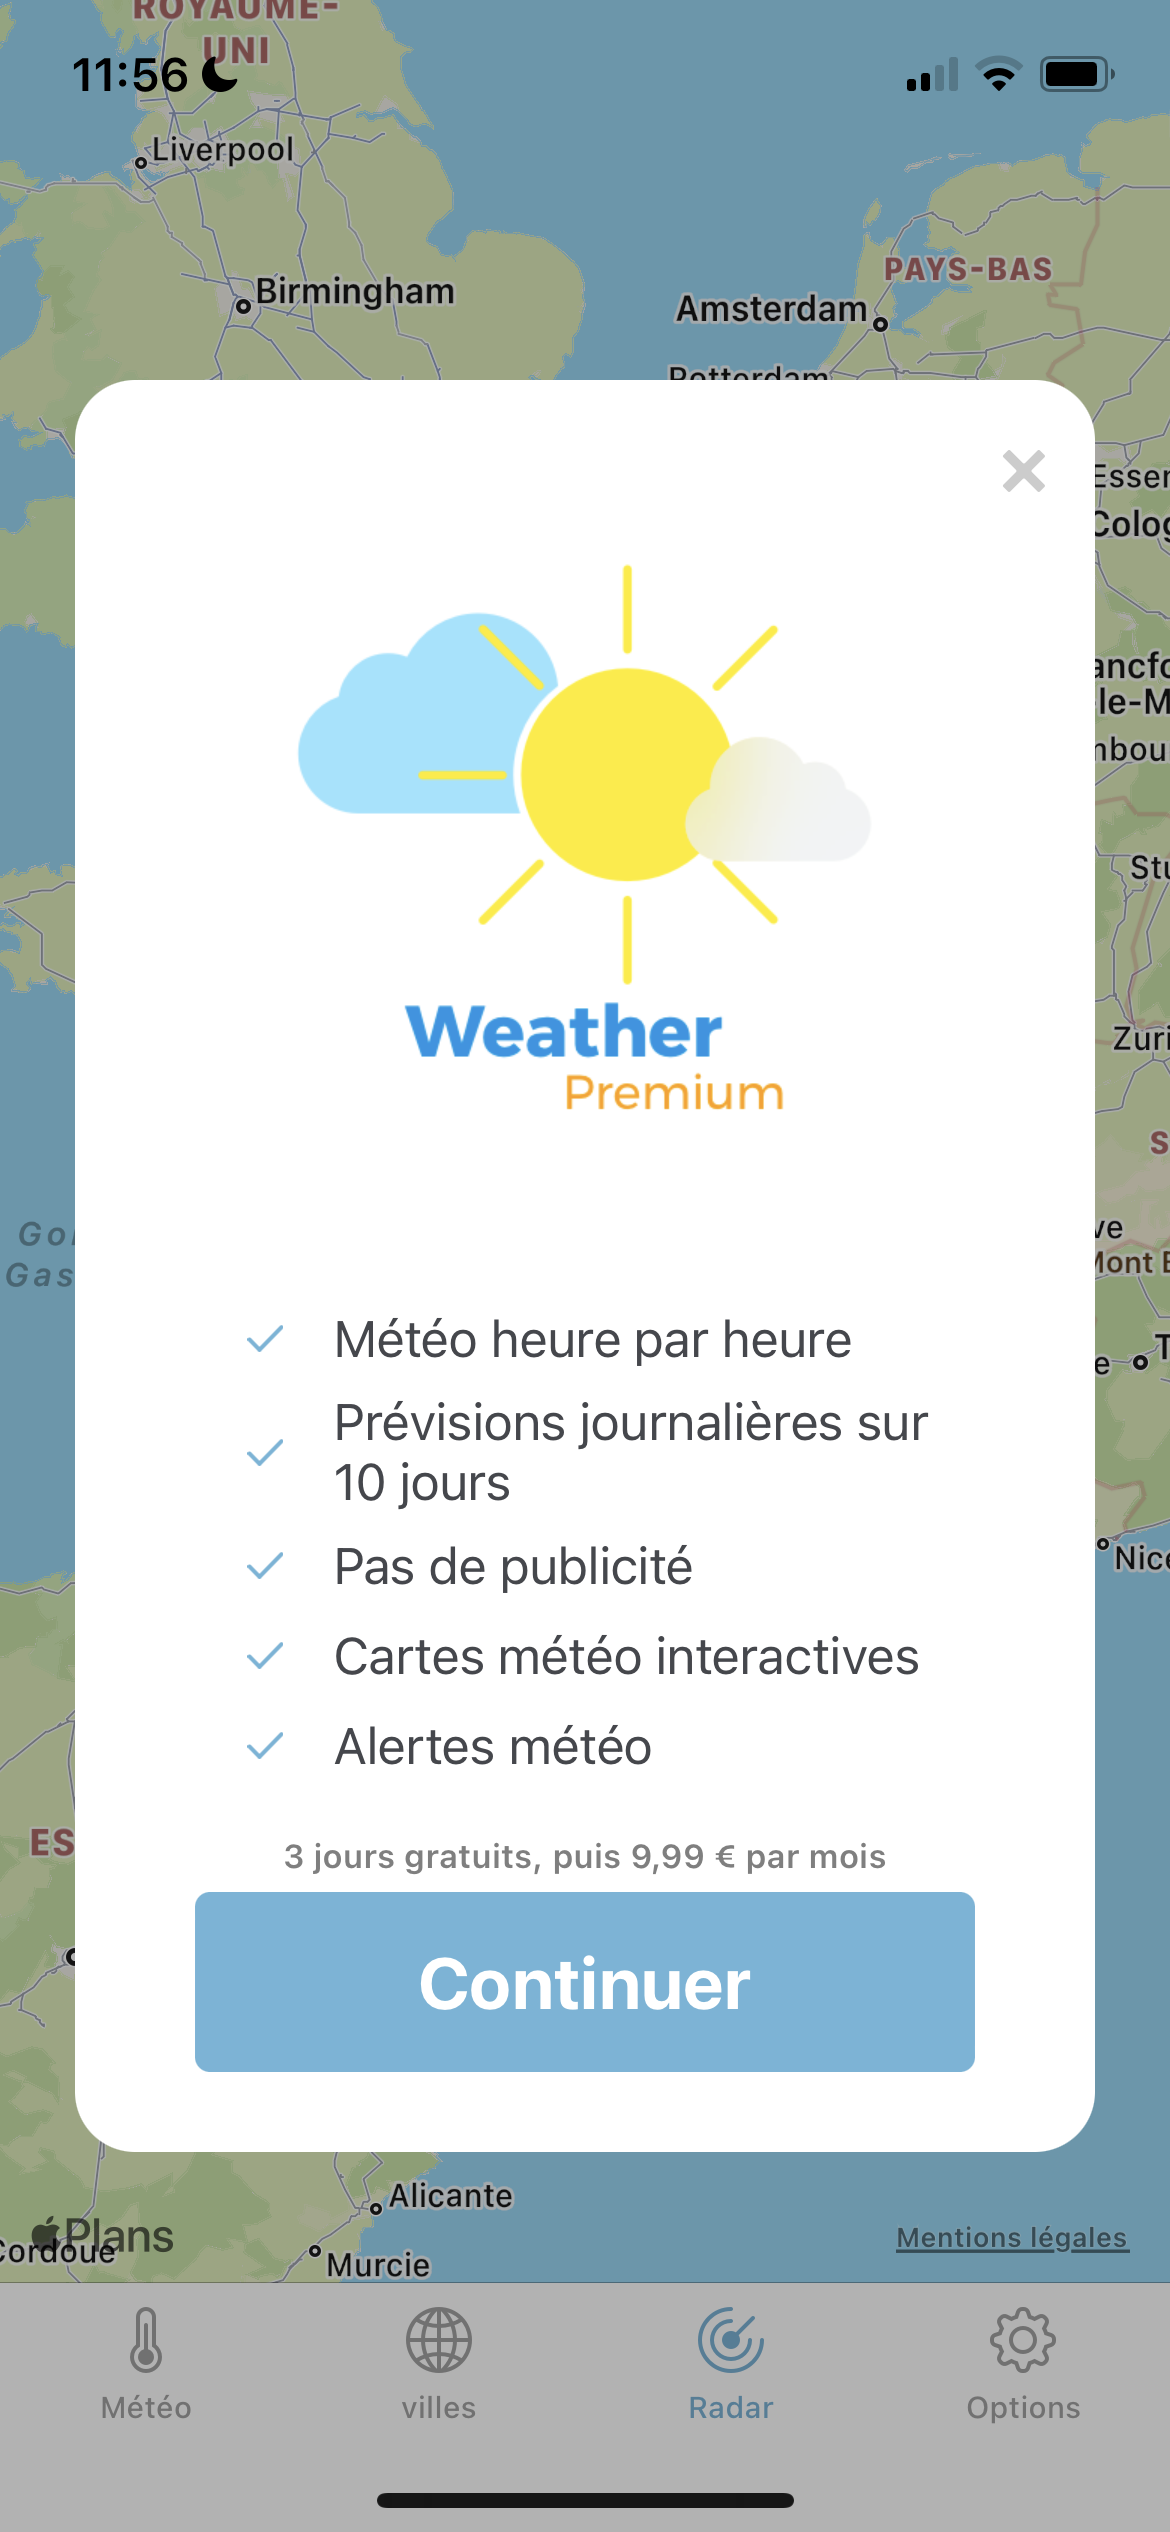 ROYAUME-
UNI
11:56
Liverpool
Birmingham
PAYS-BAS
Amsterdam
Rotterdam
Essen
Colog
ancfo
-le-M
mbou
Stu
Zuri
S
Gol
Gas
ve
Mont B
T
e
Weather
Premium
Météo heure par heure
Prévisions journalières sur
10 jours
Pas de publicité
Cartes météo interactives
Alertes météo
Nice
ES
3 jours gratuits, puis 9,99 € par mois
Continuer
Alicante
Plans
Cordoue
Murcie
Mentions légales
Météo
villes
Radar
Options